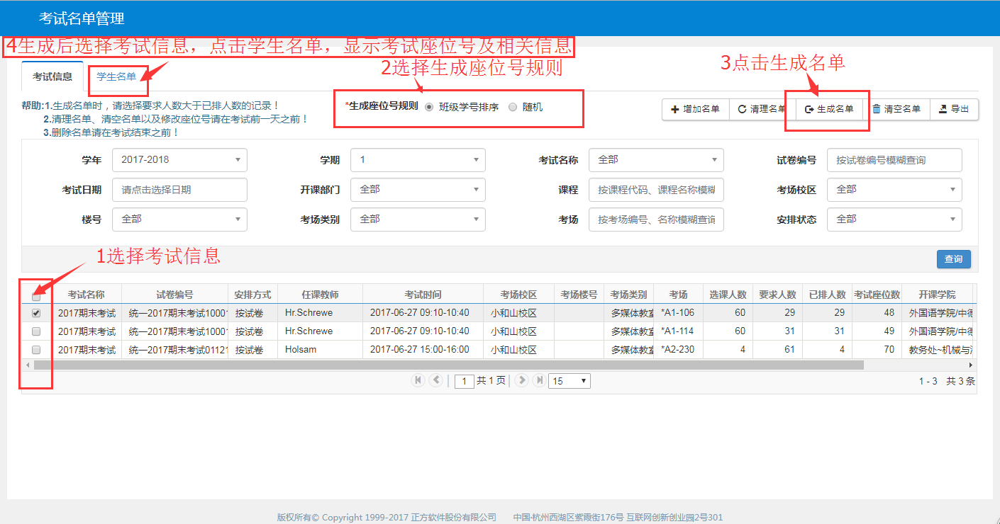 考试名单管理
4生成后选择考试信息，点击学生名单，显示考试座位号及相关信息
考试信息 学生名单 2选择生成座位号规则 3点击生成名单
帮助:1.生成名单时，请选择要求人数大于已排人数的记录！
2.清理名单、清空名单以及修改座位号请在考试前一天之前！
3.删除名单请在考试结束之前！
*生成座位号规则 班级学号排序 随机
增加名单 清理名单 生成名单 清空名单 导出
学年 2017-2018 学期 1 考试名称 全部 试卷编号 按试卷编号模糊查询
考试日期 请点击选择日期 开课部门 全部 课程 按课程代码、课程名称模糊 考场校区 全部
楼号 全部 考场类别 全部 考场 按考场编号、名称模糊查询 安排状态 全部
1选择考试信息
查询
考试名称 试卷编号 安排方式 任课教师 考试时间 考场校区 考场楼号 考场类别 考场 选课人数 要求人数 已排人数 考试座位数 开课学院
2017期末考试 统一2017期末考试10001 按试卷 Hr.Schrewe 2017-06-27 09:10-10:40 小和山校区 多媒体教室 *A1-106 60 29 29 48 外国语学院/中德
2017期末考试 统一2017期末考试10001 按试卷 Hr.Schrewe 2017-06-27 09:10-10:40 小和山校区 多媒体教室 *A1-114 60 31 31 49 外国语学院/中德
2017期末考试 统一2017期末考试01121 按试卷 Holsam 2017-06-27 15:00-16:00 小和山校区 多媒体教室 *A2-230 4 61 4 70 教务处~机械与
1 共 1 页 15 1 - 3 共 3 条
版权所有© Copyright 1999-2017 正方软件股份有限公司 中国·杭州西湖区紫霞街176号 互联网创新创业园2号301